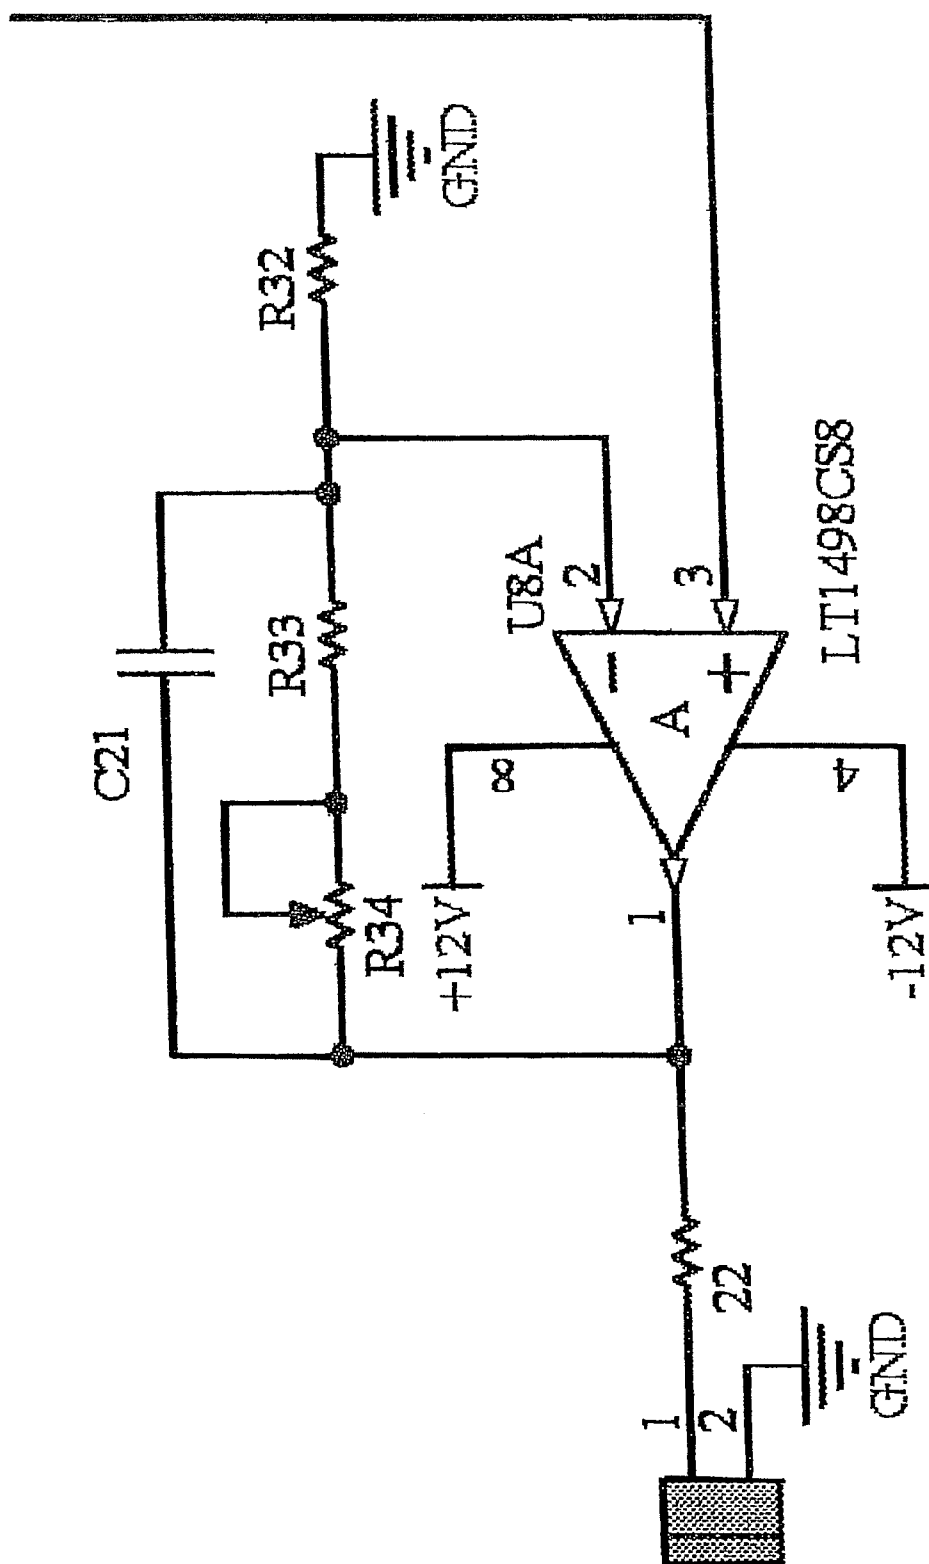 GND
R32
C21
R33
R34
U8A
2
3
-
+
A
LT1498CS8
8
4
+12V
-12V
1
22
1
2
GND